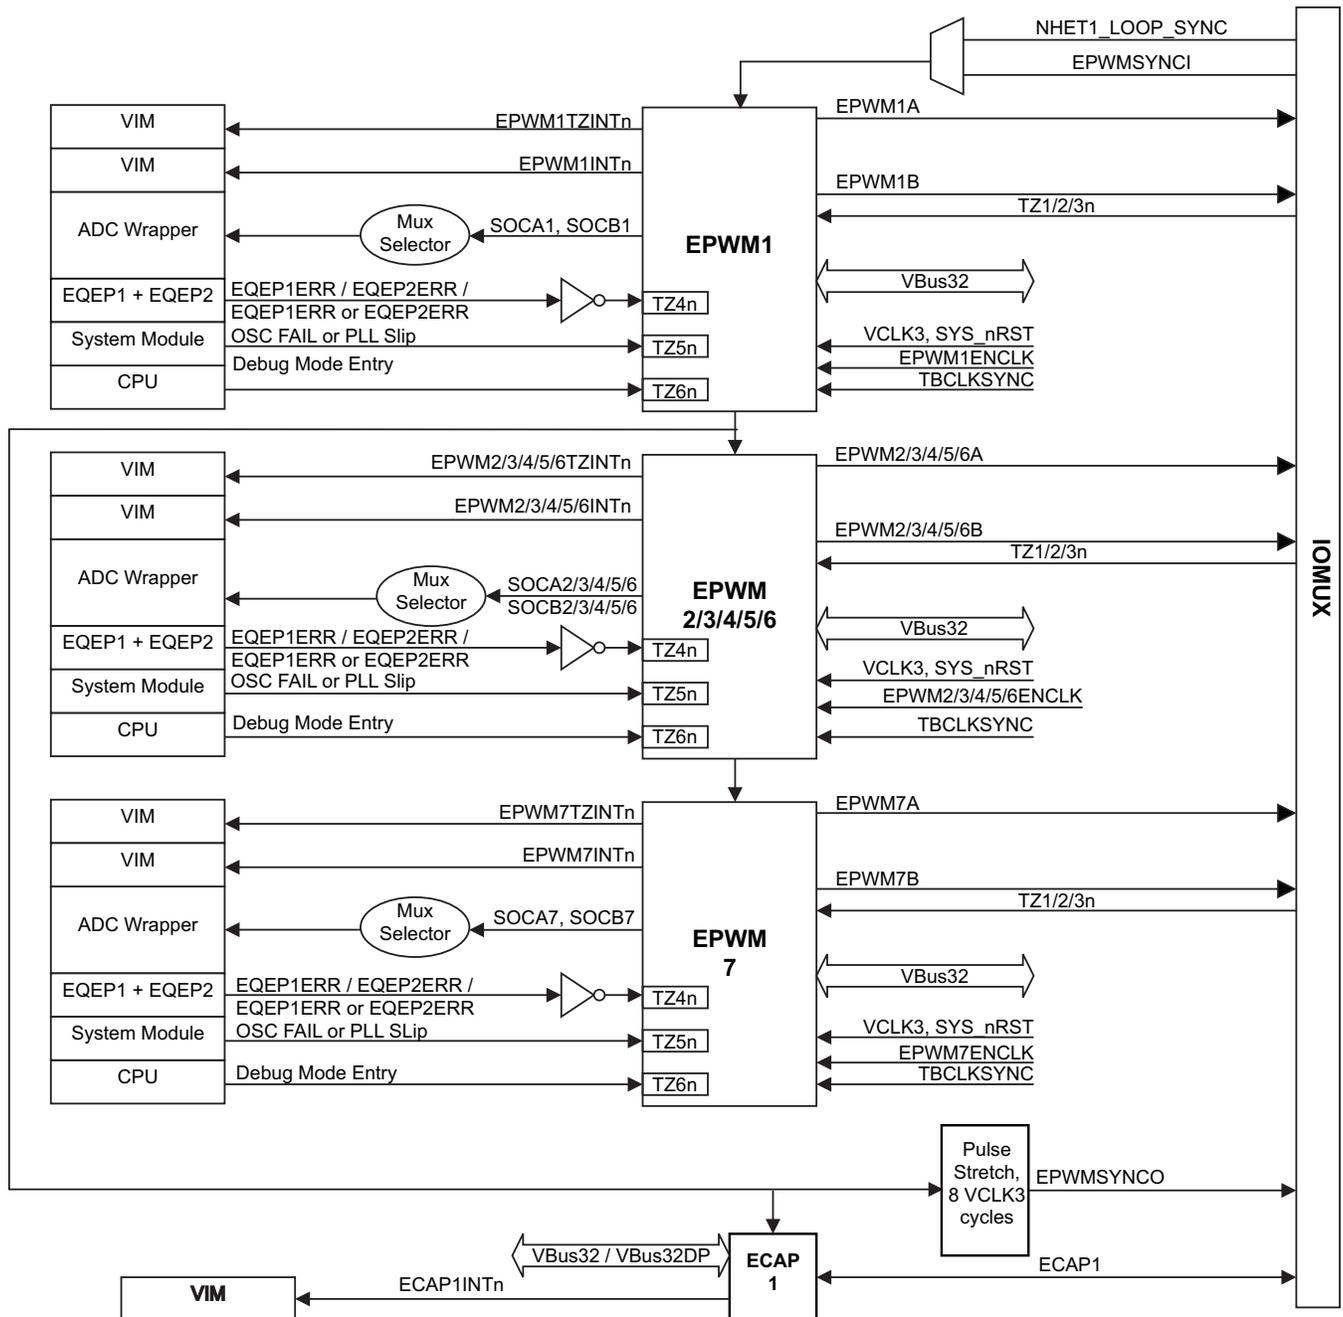 NHET1_LOOP_SYNC
EPWMSYNCI
VIM
EPWM1TZINTn
EPWM1A
VIM
EPWM1INTn
EPWM1B
TZ1/2/3n
ADC Wrapper
Mux
Selector
SOCA1, SOCB1
EPWM1
VBus32
EQEP1 + EQEP2
EQEP1ERR / EQEP2ERR /
EQEP1ERR or EQEP2ERR
TZ4n
System Module
OSC FAIL or PLL Slip
TZ5n
VCLK3, SYS_nRST
EPWM1ENCLK
TBCLKSYNC
CPU
Debug Mode Entry
TZ6n
VIM
EPWM2/3/4/5/6TZINTn
EPWM2/3/4/5/6A
VIM
EPWM2/3/4/5/6INTn
EPWM2/3/4/5/6B
TZ1/2/3n
ADC Wrapper
Mux
Selector
SOCA2/3/4/5/6
SOCB2/3/4/5/6
EPWM
2/3/4/5/6
VBus32
IOMUX
EQEP1 + EQEP2
EQEP1ERR / EQEP2ERR /
EQEP1ERR or EQEP2ERR
TZ4n
System Module
OSC FAIL or PLL Slip
TZ5n
VCLK3, SYS_nRST
EPWM2/3/4/5/6ENCLK
TBCLKSYNC
CPU
Debug Mode Entry
TZ6n
VIM
EPWM7TZINTn
EPWM7A
VIM
EPWM7INTn
EPWM7B
TZ1/2/3n
ADC Wrapper
Mux
Selector
SOCA7, SOCB7
EPWM
7
VBus32
EQEP1 + EQEP2
EQEP1ERR / EQEP2ERR /
EQEP1ERR or EQEP2ERR
TZ4n
System Module
OSC FAIL or PLL SLip
TZ5n
VCLK3, SYS_nRST
EPWM7ENCLK
TBCLKSYNC
CPU
Debug Mode Entry
TZ6n
Pulse
Stretch,
8 VCLK3
cycles
EPWMSYNCO
VBus32 / VBus32DP
ECAP
1
ECAP1
VIM
ECAP1INTn